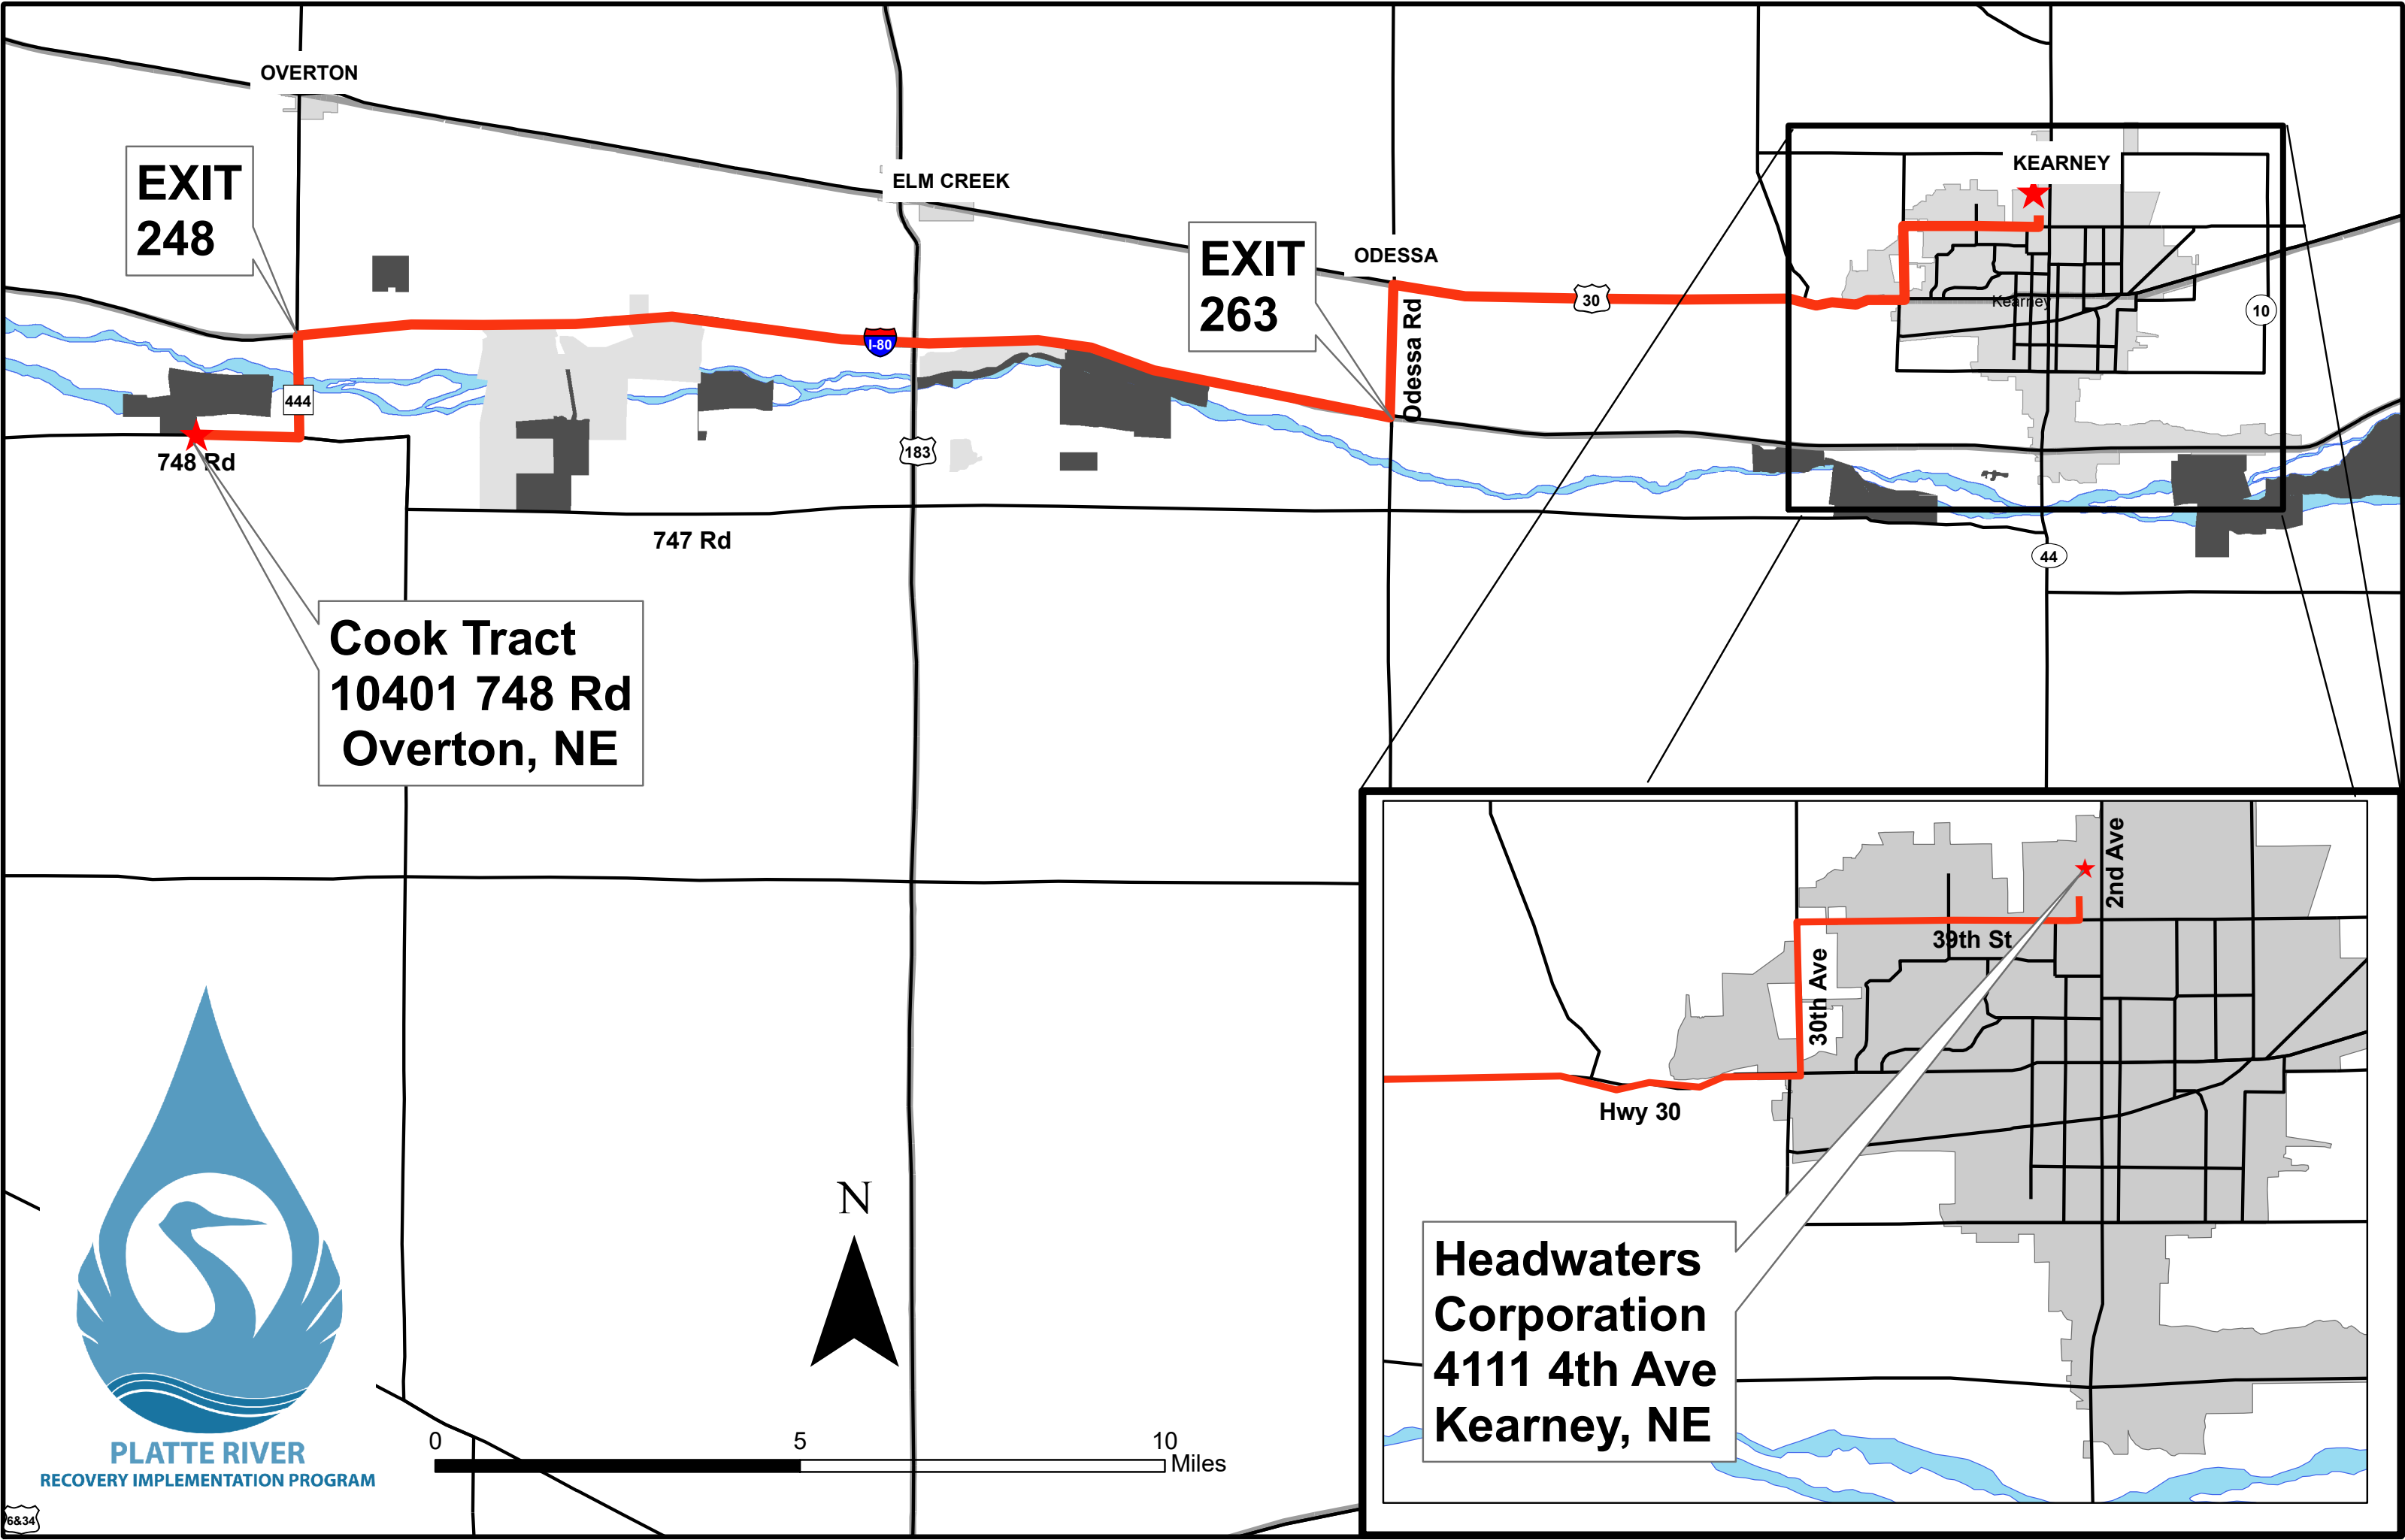 OVERTON
EXIT
248
ELM CREEK
KEARNEY
EXIT
263
ODESSA
30
Odessa Rd
Kearney
10
I-80
444
183
748 Rd
747 Rd
44
Cook Tract
10401 748 Rd
Overton, NE
2nd Ave
39th St
30th Ave
Hwy 30
Headwaters
Corporation
4111 4th Ave
Kearney, NE
N
0 5 10
Miles
PLATTE RIVER
RECOVERY IMPLEMENTATION PROGRAM
6&34